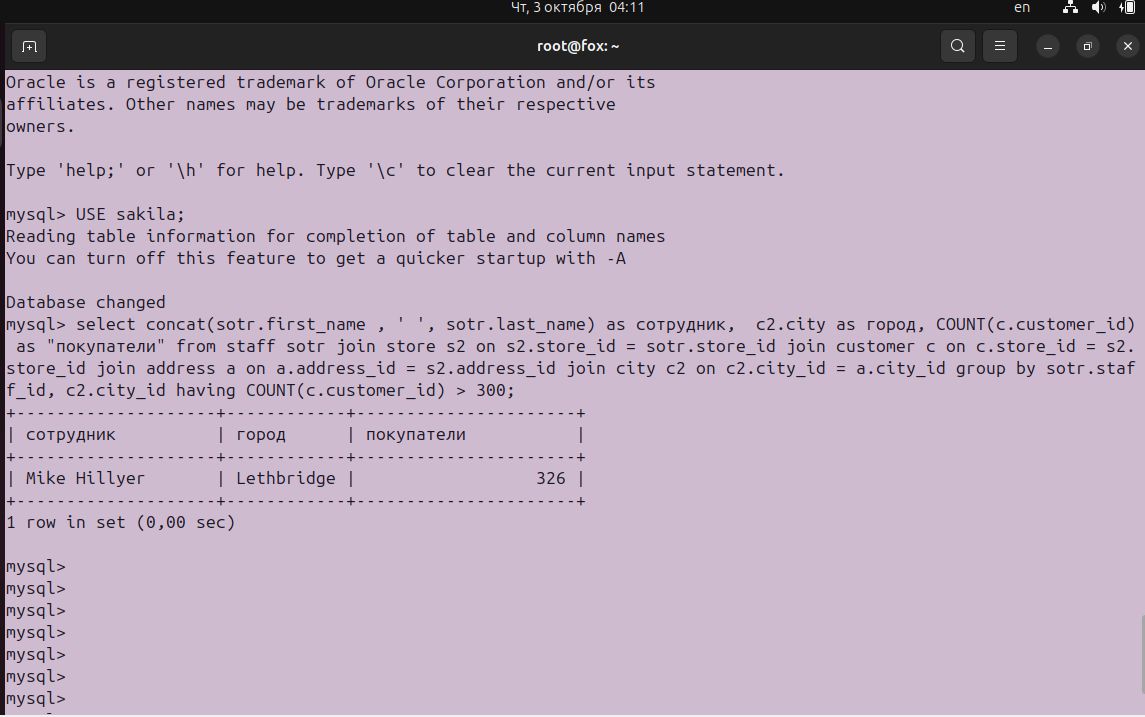 Чт, 3 октября 04:11
en
root@fox: ~
Oracle is a registered trademark of Oracle Corporation and/or its
affiliates. Other names may be trademarks of their respective
owners.
Type 'help;' or '\h' for help. Type '\c' to clear the current input statement.
mysql> USE sakila;
Reading table information for completion of table and column names
You can turn off this feature to get a quicker startup with -A
Database changed
mysql> select concat(sotr.first_name , ' ', sotr.last_name) as сотрудник,  c2.city as город, COUNT(c.customer_id)
 as "покупатели" from staff sotr join store s2 on s2.store_id = sotr.store_id join customer c on c.store_id = s2.
store_id join address a on a.address_id = s2.address_id join city c2 on c2.city_id = a.city_id group by sotr.staf
f_id, c2.city_id having COUNT(c.customer_id) > 300;
+---------------------+------------+----------------------+
| сотрудник           | город      | покупатели           |
+---------------------+------------+----------------------+
| Mike Hillyer        | Lethbridge |                  326 |
+---------------------+------------+----------------------+
1 row in set (0,00 sec)
mysql>
mysql>
mysql>
mysql>
mysql>
mysql>
mysql>